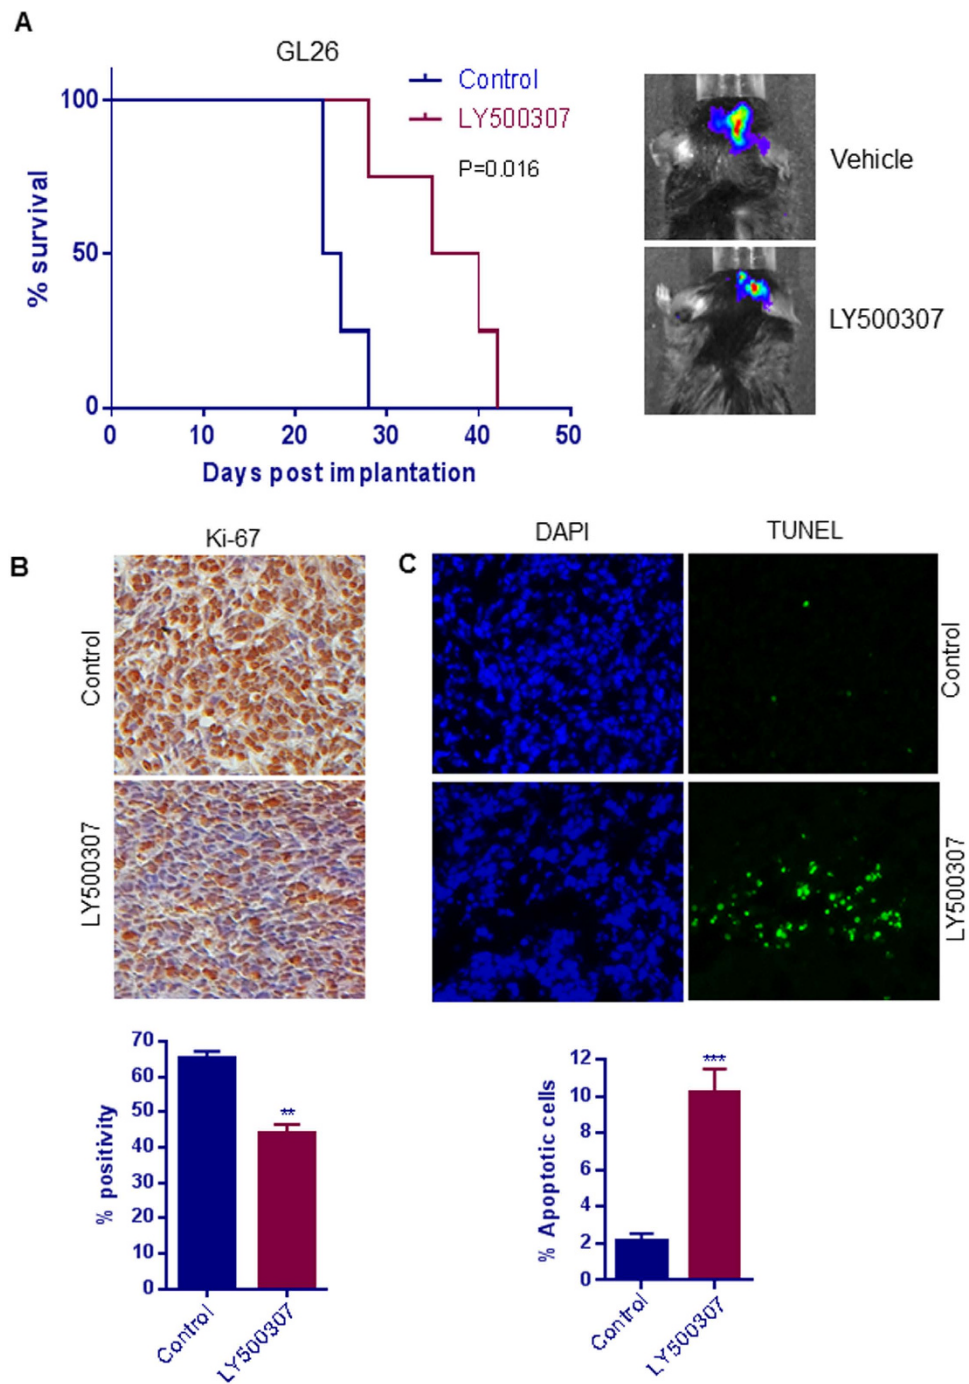 A
GL26
Control
LY500307
P=0.016
100
50
0
% survival
0 10 20 30 40 50
Days post implantation
Vehicle
LY500307
B
Ki-67
Control
LY500307
70
60
50
40
30
20
10
0
% positivity
**
Control
LY500307
C
DAPI
TUNEL
Control
LY500307
12
10
8
6
4
2
0
% Apoptotic cells
***
Control
LY500307